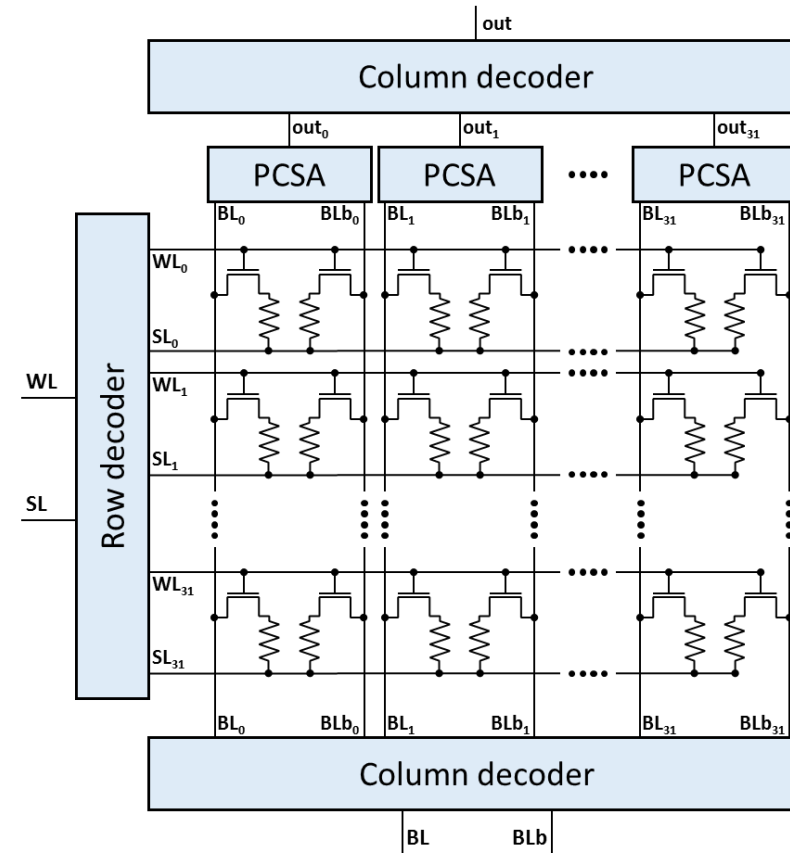 out
Column decoder
out₀ out₁ out₃₁
PCSA PCSA PCSA
BL₀ BLb₀ BL₁ BLb₁ BL₃₁ BLb₃₁
WL₀
SL₀
WL₁
WL
SL₁
SL
Row decoder
WL₃₁
SL₃₁
BL₀ BLb₀ BL₁ BLb₁ BL₃₁ BLb₃₁
Column decoder
BL BLb